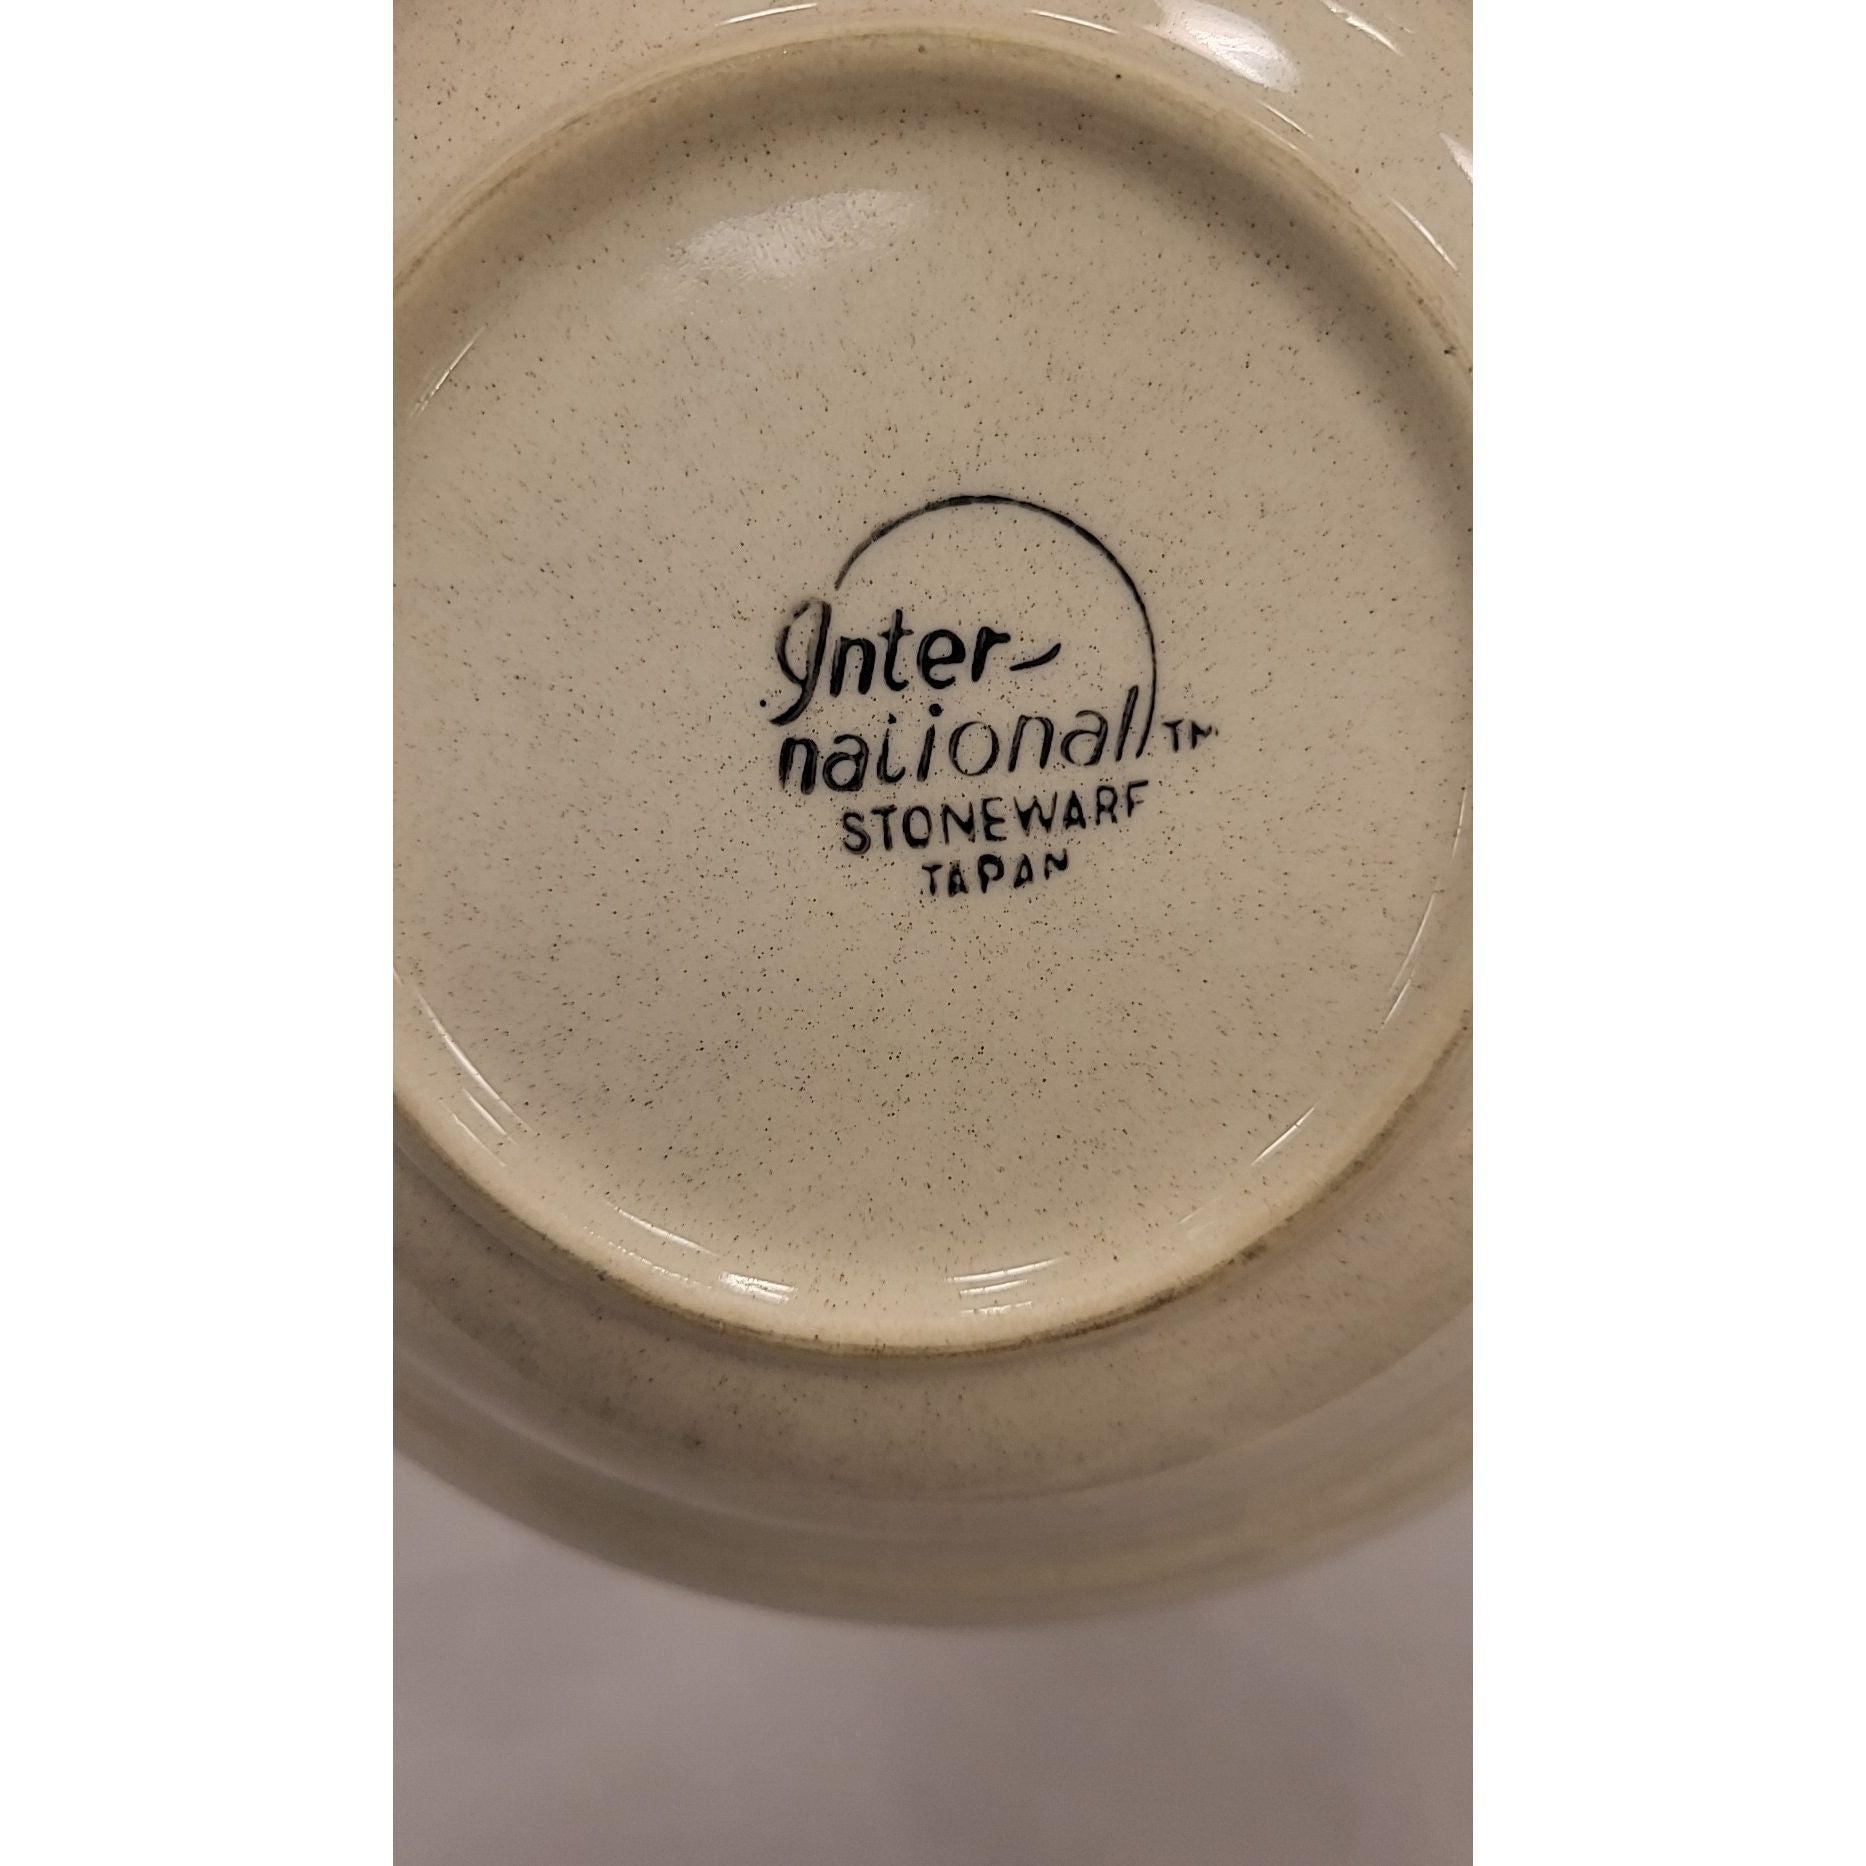 Inter-
national TM
STONEWARE
JAPAN